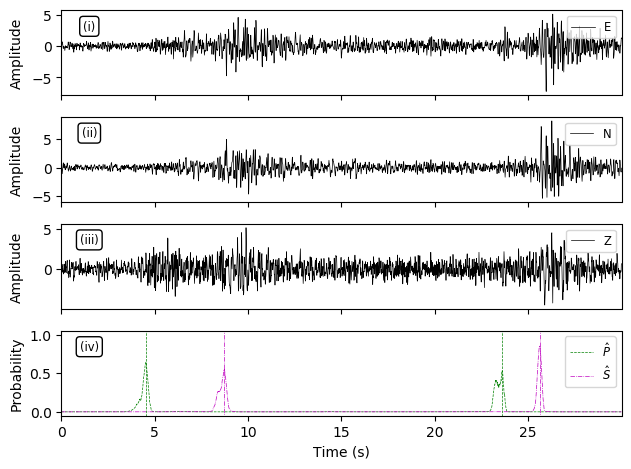 (i)
E
Amplitude
5
0
−5
(ii)
N
Amplitude
5
0
−5
(iii)
Z
Amplitude
5
0
(iv)
P̂
Ŝ
Probability
1.0
0.5
0.0
0 5 10 15 20 25
Time (s)